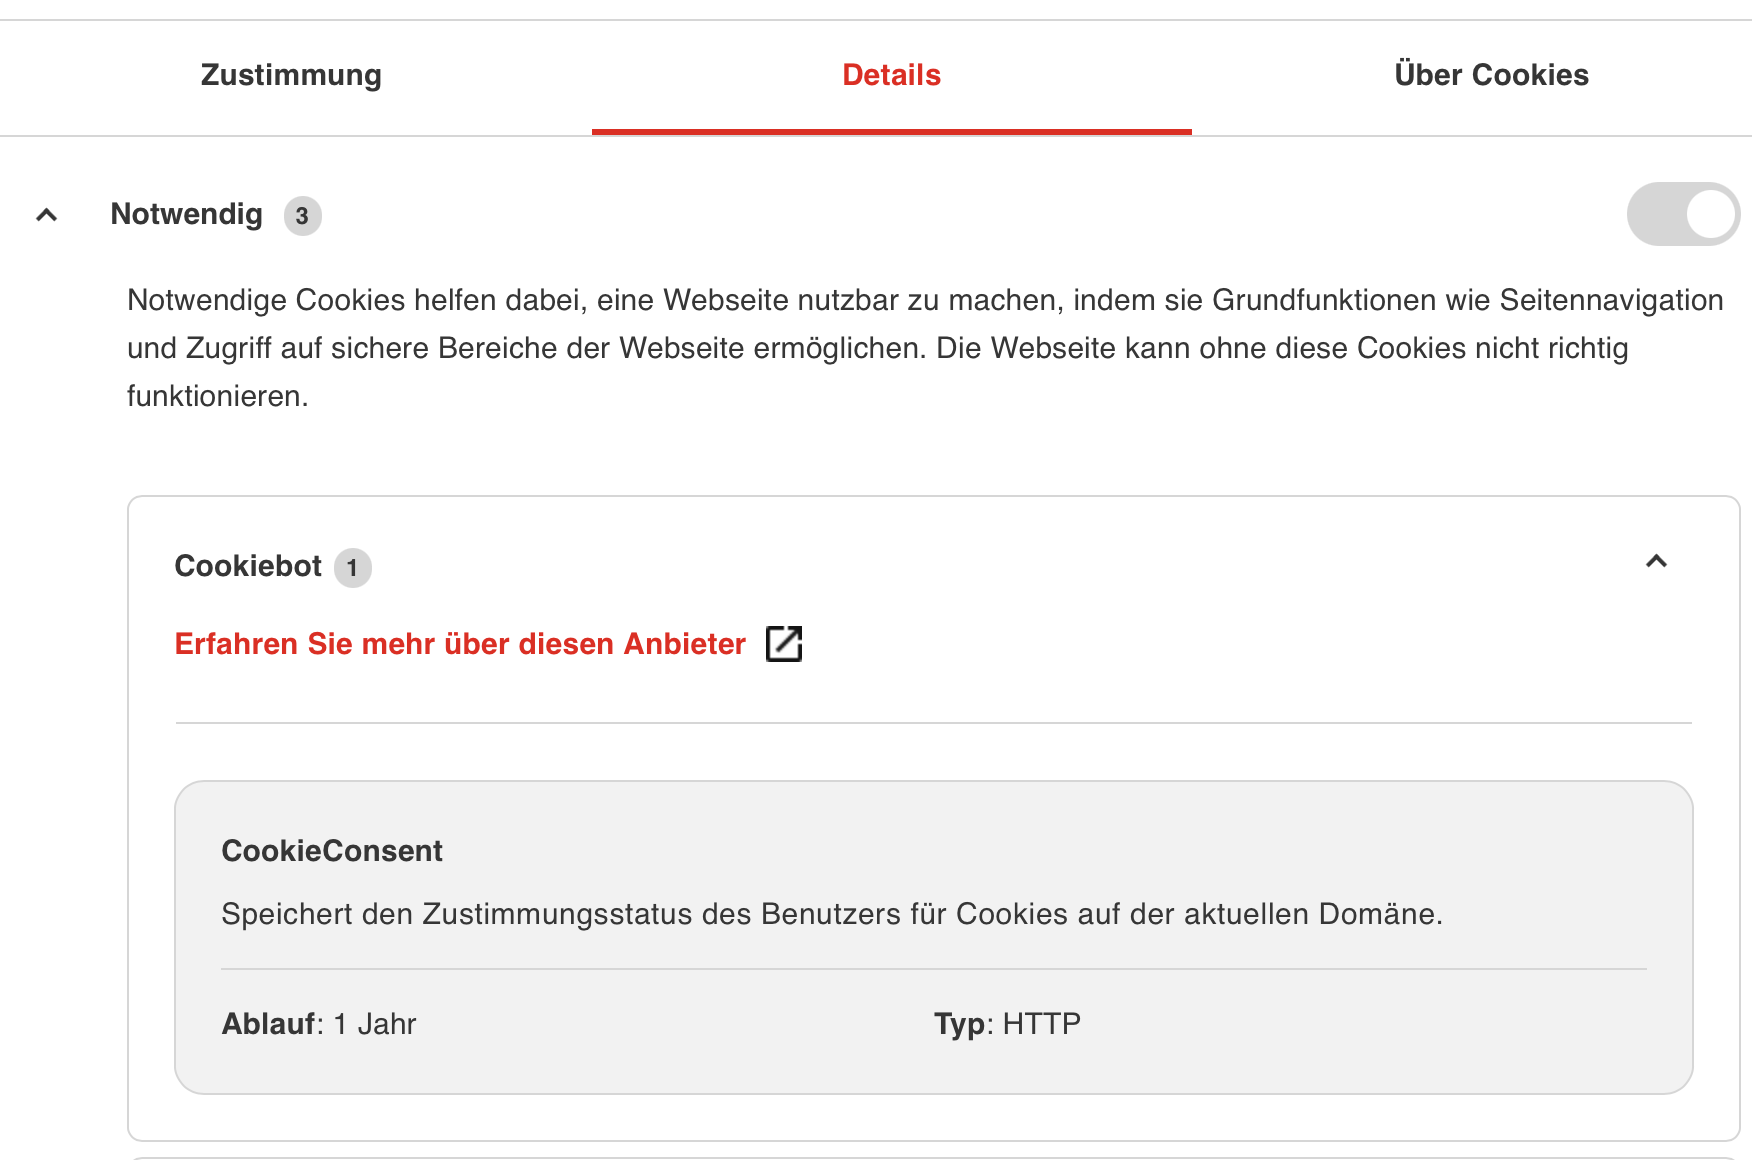 Zustimmung
Details
Über Cookies
Notwendig 3
Notwendige Cookies helfen dabei, eine Webseite nutzbar zu machen, indem sie Grundfunktionen wie Seitennavigation
und Zugriff auf sichere Bereiche der Webseite ermöglichen. Die Webseite kann ohne diese Cookies nicht richtig
funktionieren.
Cookiebot 1
Erfahren Sie mehr über diesen Anbieter
CookieConsent
Speichert den Zustimmungsstatus des Benutzers für Cookies auf der aktuellen Domäne.
Ablauf: 1 Jahr
Typ: HTTP